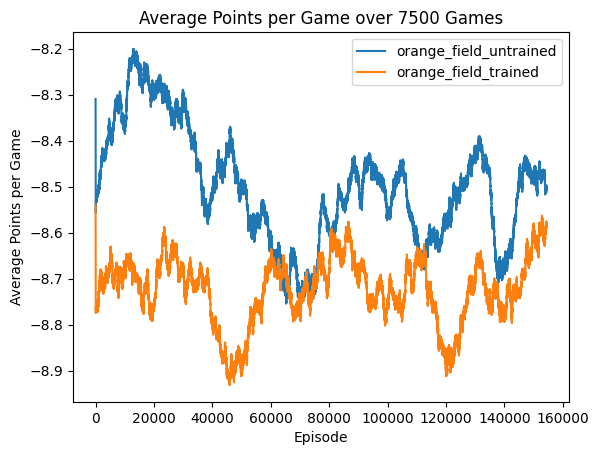 Average Points per Game over 7500 Games
orange_field_untrained
orange_field_trained
−8.2
−8.3
−8.4
−8.5
−8.6
−8.7
−8.8
−8.9
Average Points per Game
0 20000 40000 60000 80000 100000 120000 140000 160000
Episode